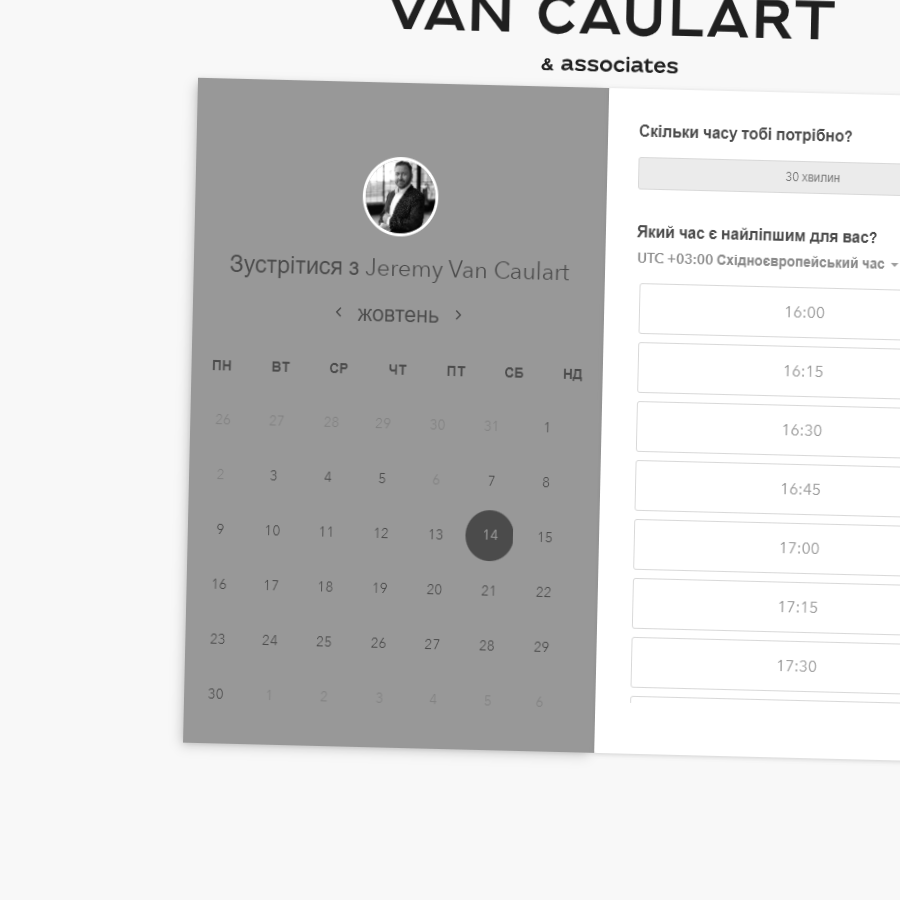 VAN CAULART
& associates
Зустрітися з Jeremy Van Caulart
жовтень
ПН ВТ СР ЧТ ПТ СБ НД
26 27 28 29 30 31 1
2 3 4 5 6 7 8
9 10 11 12 13 14 15
16 17 18 19 20 21 22
23 24 25 26 27 28 29
30 1 2 3 4 5 6
Скільки часу тобі потрібно?
30 хвилин
Який час є найліпшим для вас?
UTC +03:00 Східноєвропейський час
16:00
16:15
16:30
16:45
17:00
17:15
17:30